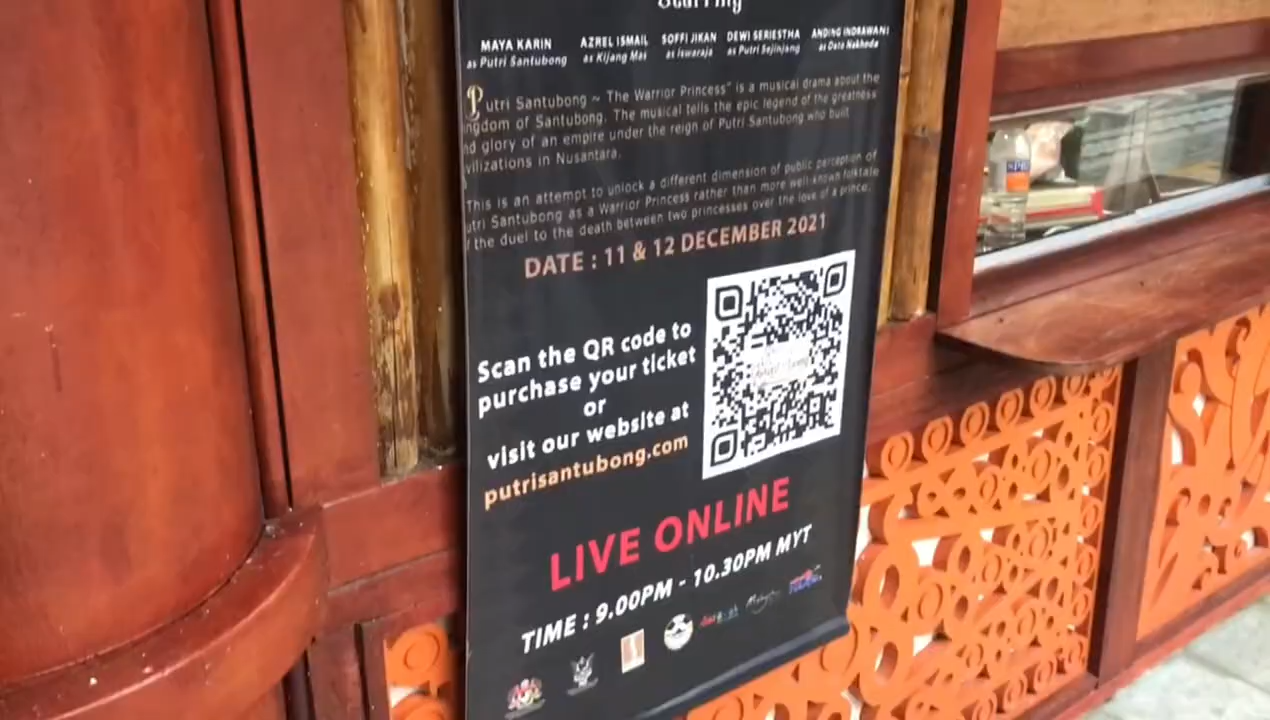 Starring
MAYA KARIN
as Putri Santubong
AZREL ISMAIL
as Kijang Mas
SOFFI JIKAN
as Iswaraja
DEWI SERIESTHA
as Putri Sejinjang
ANDING INDRAWANI
as Dato Nakhoda
Putri Santubong ~ The Warrior Princess" is a musical drama about the
ngdom of Santubong. The musical tells the epic legend of the greatness
nd glory of an empire under the reign of Putri Santubong who built
vilizations in Nusantara.
This is an attempt to unlock a different dimension of public perception of
utri Santubong as a Warrior Princess rather than more well-known folktale
f the duel to the death between two princesses over the love of a prince.
DATE : 11 & 12 DECEMBER 2021
Scan the QR code to
purchase your ticket
or
visit our website at
putrisantubong.com
LIVE ONLINE
TIME : 9.00PM - 10.30PM MYT